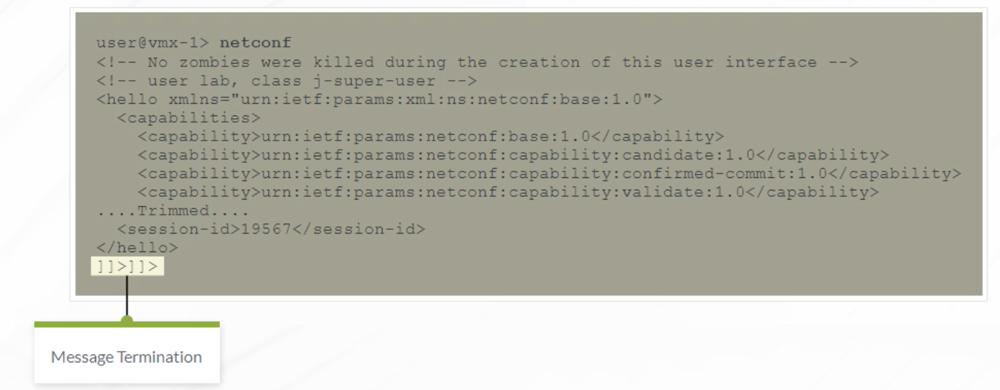 user@vmx-1> netconf
<!-- No zombies were killed during the creation of this user interface -->
<!-- user lab, class j-super-user -->
<hello xmlns="urn:ietf:params:xml:ns:netconf:base:1.0">
  <capabilities>
    <capability>urn:ietf:params:netconf:base:1.0</capability>
    <capability>urn:ietf:params:netconf:capability:candidate:1.0</capability>
    <capability>urn:ietf:params:netconf:capability:confirmed-commit:1.0</capability>
    <capability>urn:ietf:params:netconf:capability:validate:1.0</capability>
....Trimmed....
  <session-id>19567</session-id>
</hello>
]]>]]>
Message Termination